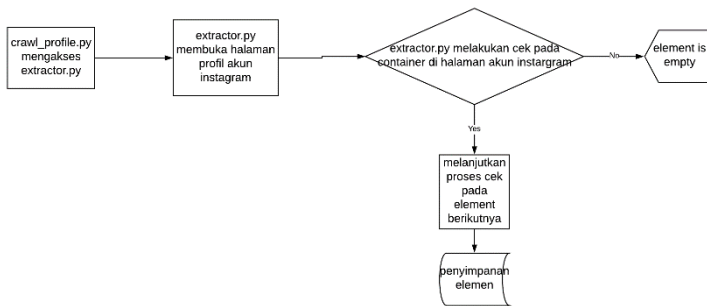 crawl_profile.py
mengakses
extractor.py
extractor.py
membuka halaman
profil akun
instagram
extractor.py melakukan cek pada
container di halaman akun instargram
No
element is
empty
Yes
melanjutkan
proses cek
pada
element
berikutnya
penyimpanan
elemen